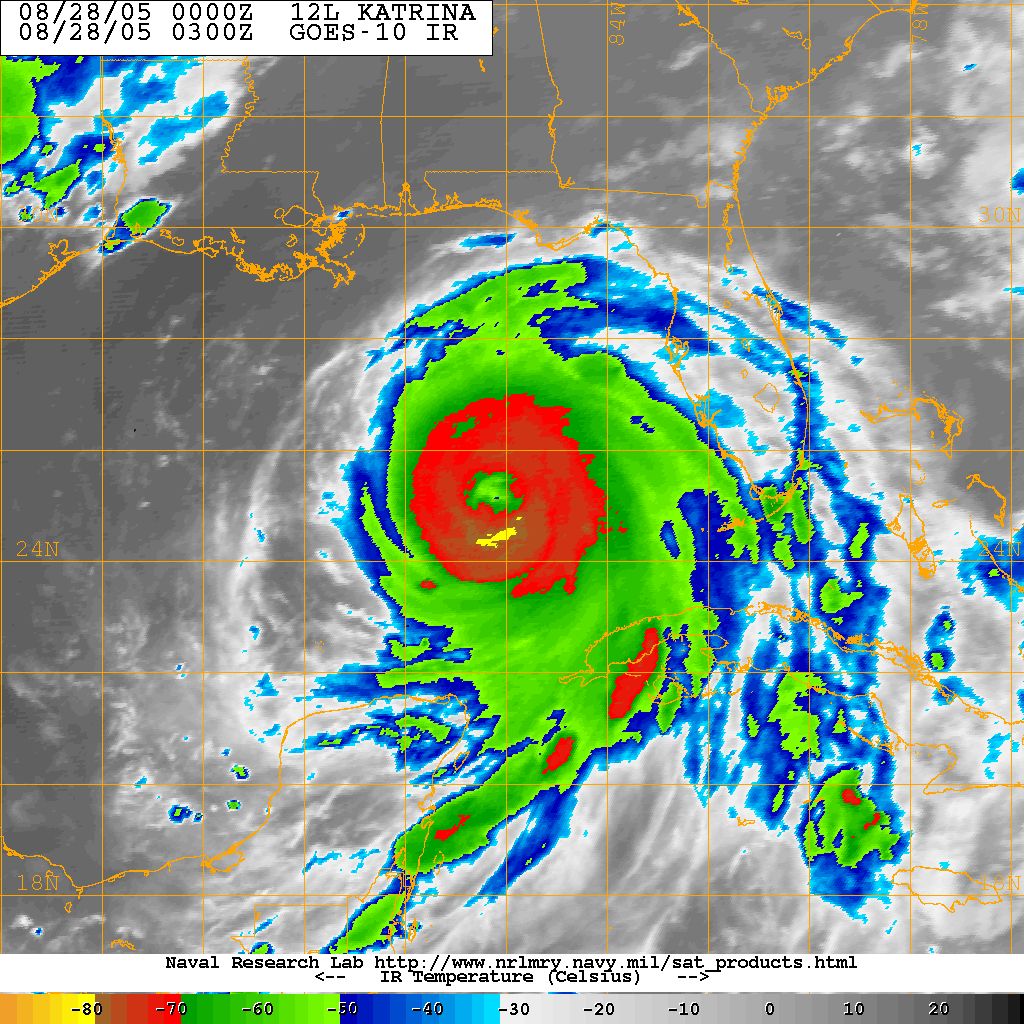 08/28/05 0000Z 12L KATRINA
08/28/05 0300Z GOES-10 IR
84W
78W
30N
24N
24N
18N
18N
Naval Research Lab http://www.nrlmry.navy.mil/sat_products.html
<-- IR Temperature (Celsius) -->
-80 -70 -60 -50 -40 -30 -20 -10 0 10 20